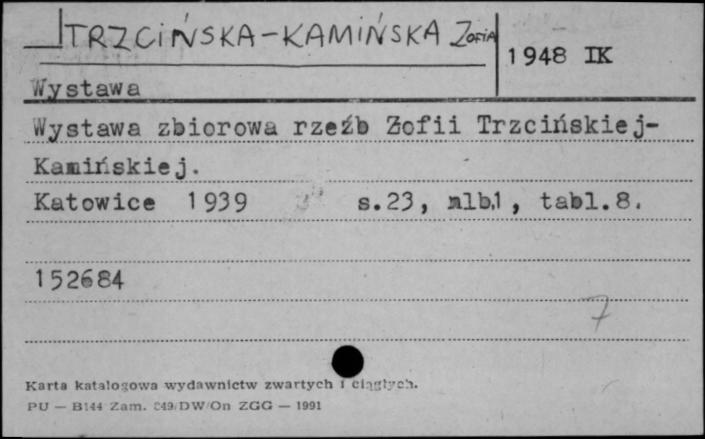 TRZCIŃSKA-KAMIŃSKA Zofia
1948 IK
Wystawa
Wystawa zbiorowa rzeźb Zofii Trzcińskiej-
Kamińskiej.
Katowice 1939 s.23, nlb.1, tabl.8.
152684
7
Karta katalogowa wydawnictw zwartych i ciągłych.
PU — B144 Zam. 249/DW/On ZGG — 1991